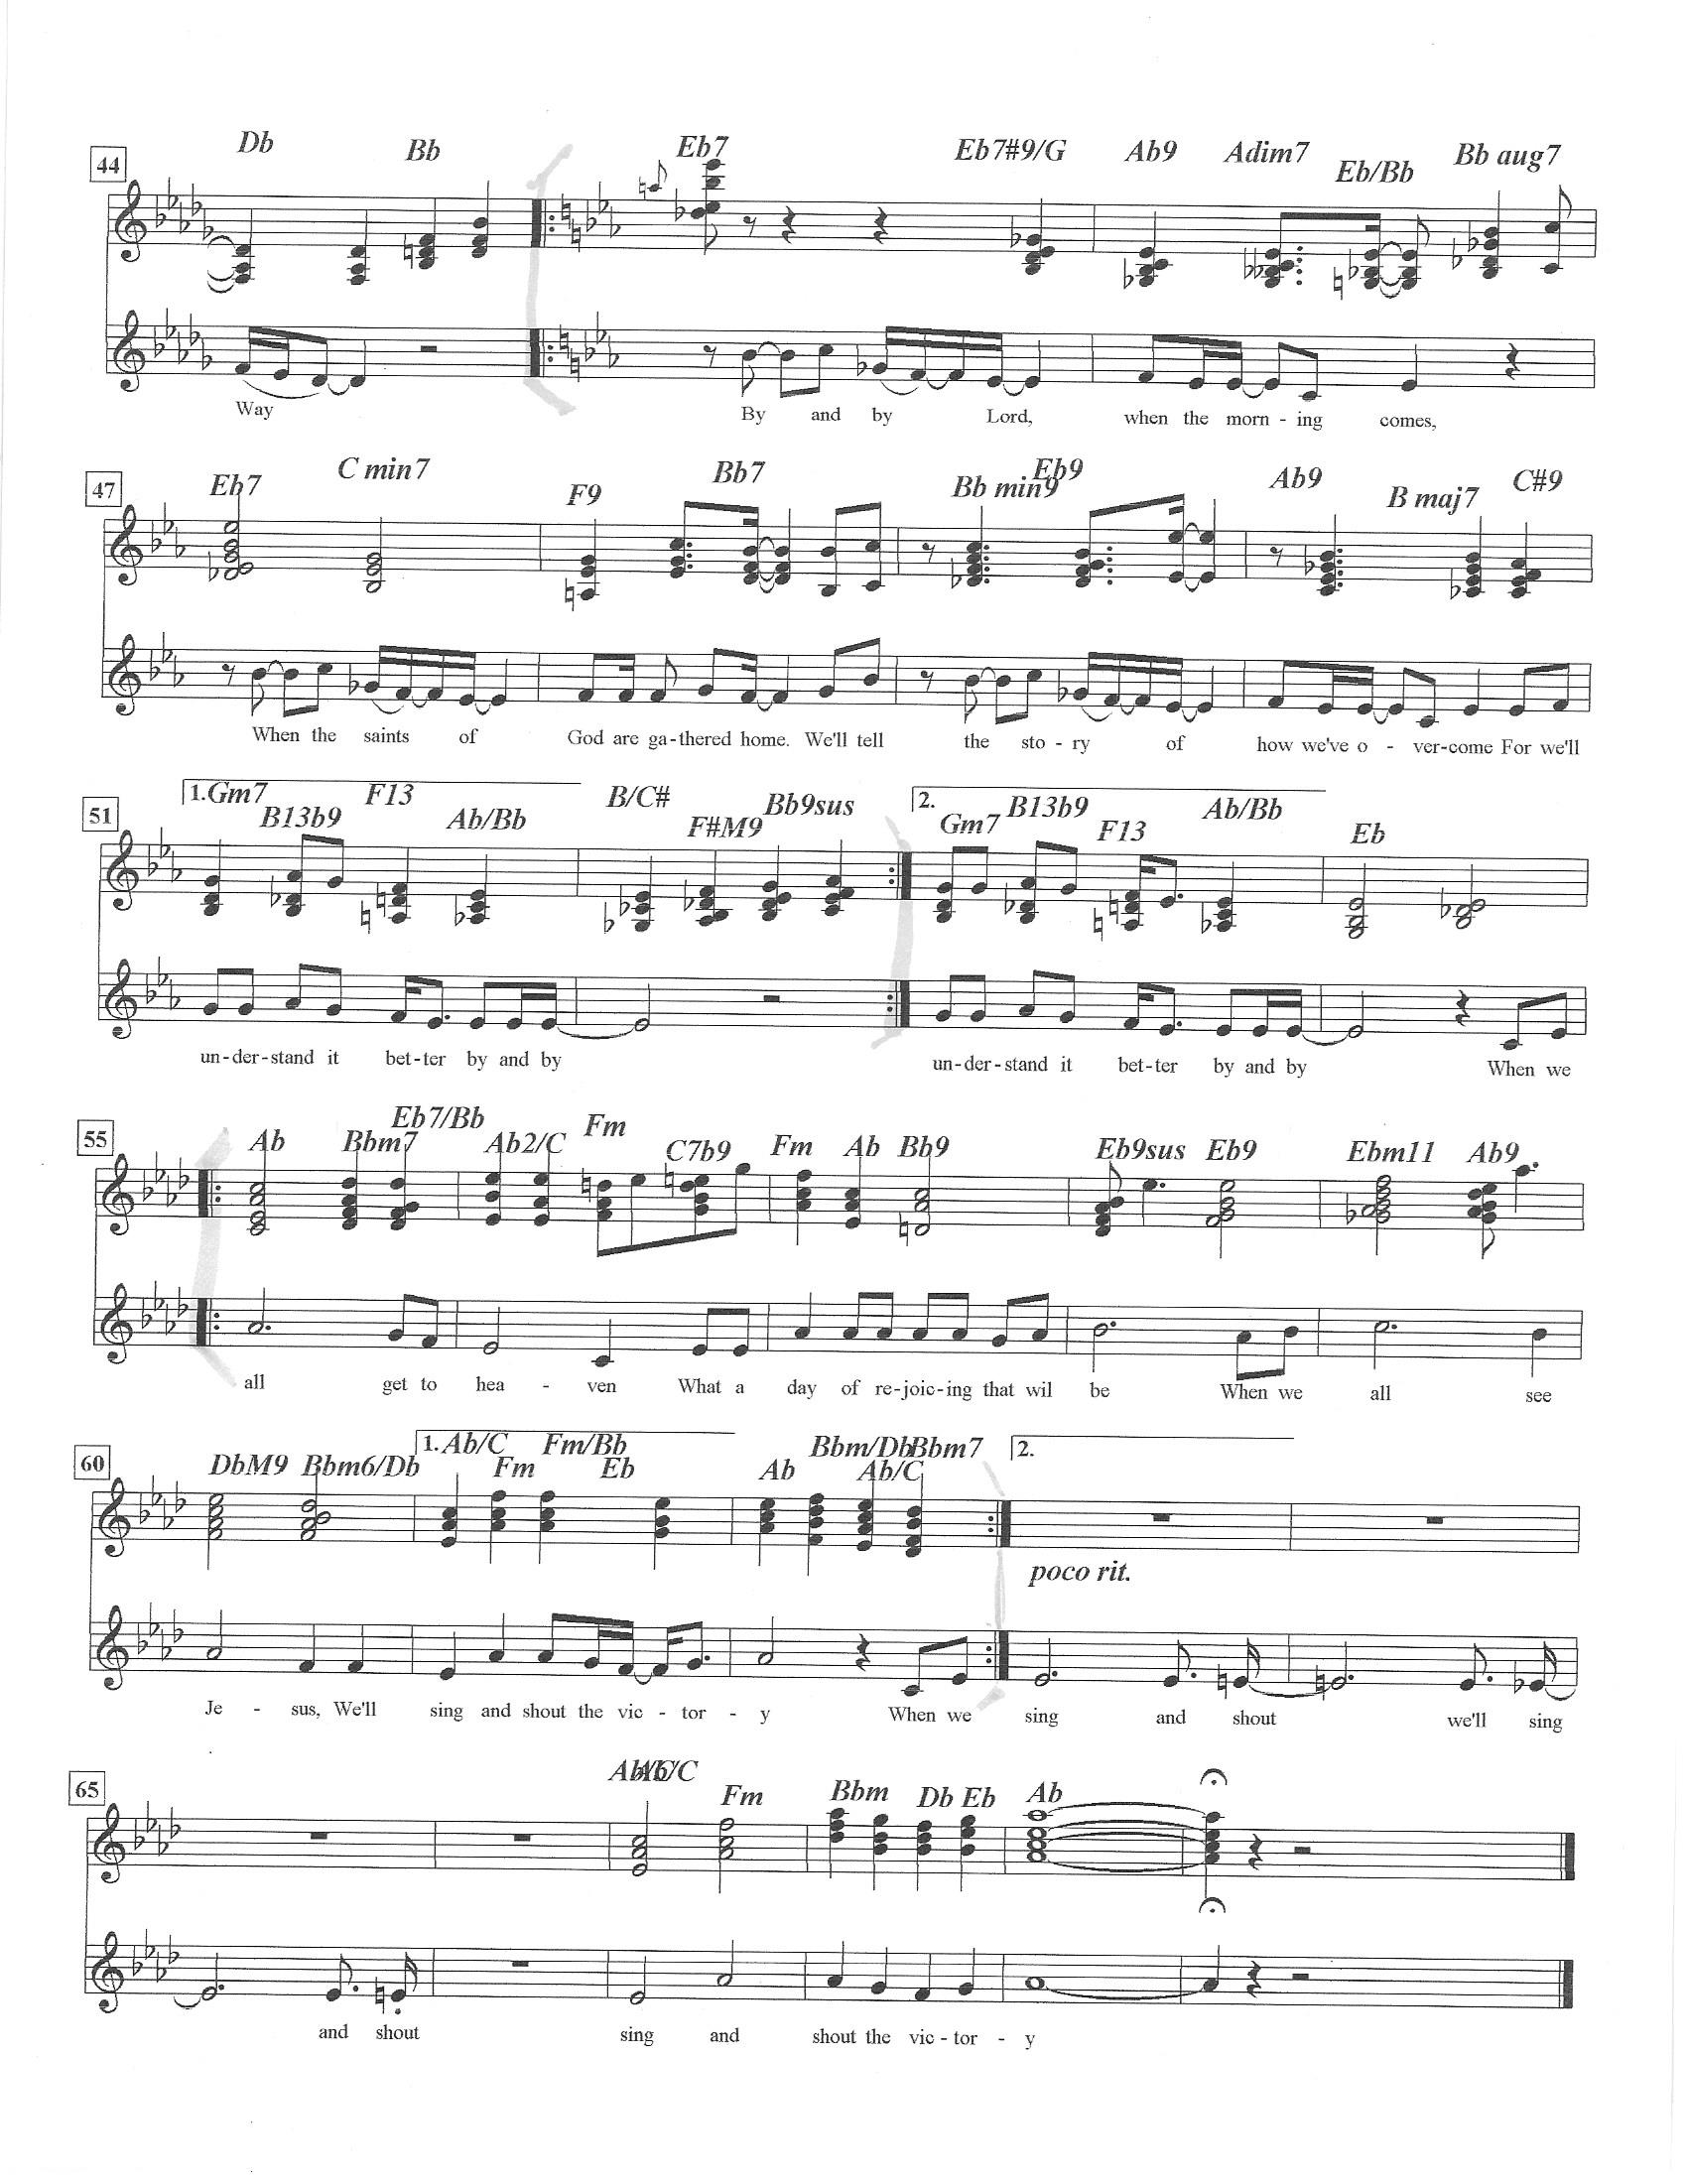 44 Db Bb Eb7 Eb7#9/G Ab9 Adim7 Eb/Bb Bb aug7
Way By and by Lord, when the morn - ing comes,
47 Eb7 C min7 F9 Bb7 Bb min9 Eb9 Ab9 B maj7 C#9
When the saints of God are ga-thered home. We'll tell the sto - ry of how we've o - ver-come For we'll
51 1. Gm7 B13b9 F13 Ab/Bb B/C# F#M9 Bb9sus 2. Gm7 B13b9 F13 Ab/Bb Eb
un-der-stand it bet-ter by and by un-der-stand it bet-ter by and by When we
55 Ab Bbm7 Eb7/Bb Ab2/C Fm C7b9 Fm Ab Bb9 Eb9sus Eb9 Ebm11 Ab9
all get to hea - ven What a day of re-joic-ing that wil be When we all see
60 DbM9 Bbm6/Db 1. Ab/C Fm Fm/Bb Eb Ab Bbm/Db Ab/C Bbm7 2.
poco rit.
Je - sus, We'll sing and shout the vic - tor - y When we sing and shout we'll sing
65 Ab/C Fm Bbm Db Eb Ab
and shout sing and shout the vic - tor - y